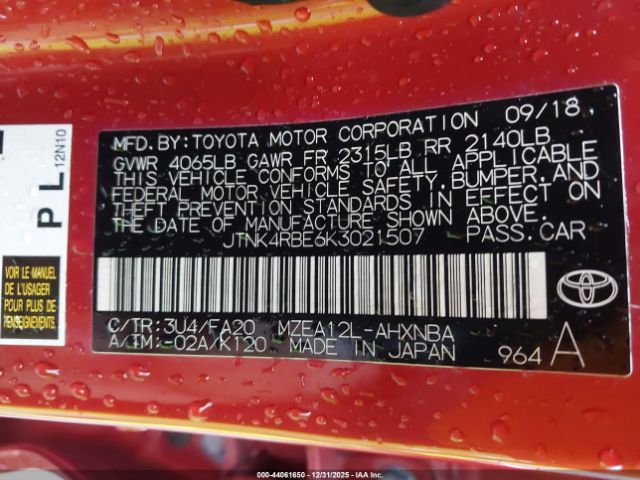 09/18
MFD. BY: TOYOTA MOTOR CORPORATION
GVWR 4065LB GAWR FR 2315LB RR 2140LB
THIS VEHICLE CONFORMS TO ALL APPLICABLE
FEDERAL MOTOR VEHICLE SAFETY, BUMPER, AND
THEFT PREVENTION STANDARDS IN EFFECT ON
THE DATE OF MANUFACTURE SHOWN ABOVE.
JTNK4RBE6K3021507 PASS. CAR
C/TR: 3U4/FA20 MZEA12L-AHXNBA
A/TM: -02A/K120 MADE IN JAPAN
964 A
P L
12N10
VOIR LE MANUEL
DE L'USAGER
POUR PLUS
TOYOTA
000-44061650 - 12/31/2025 - IAA Inc.